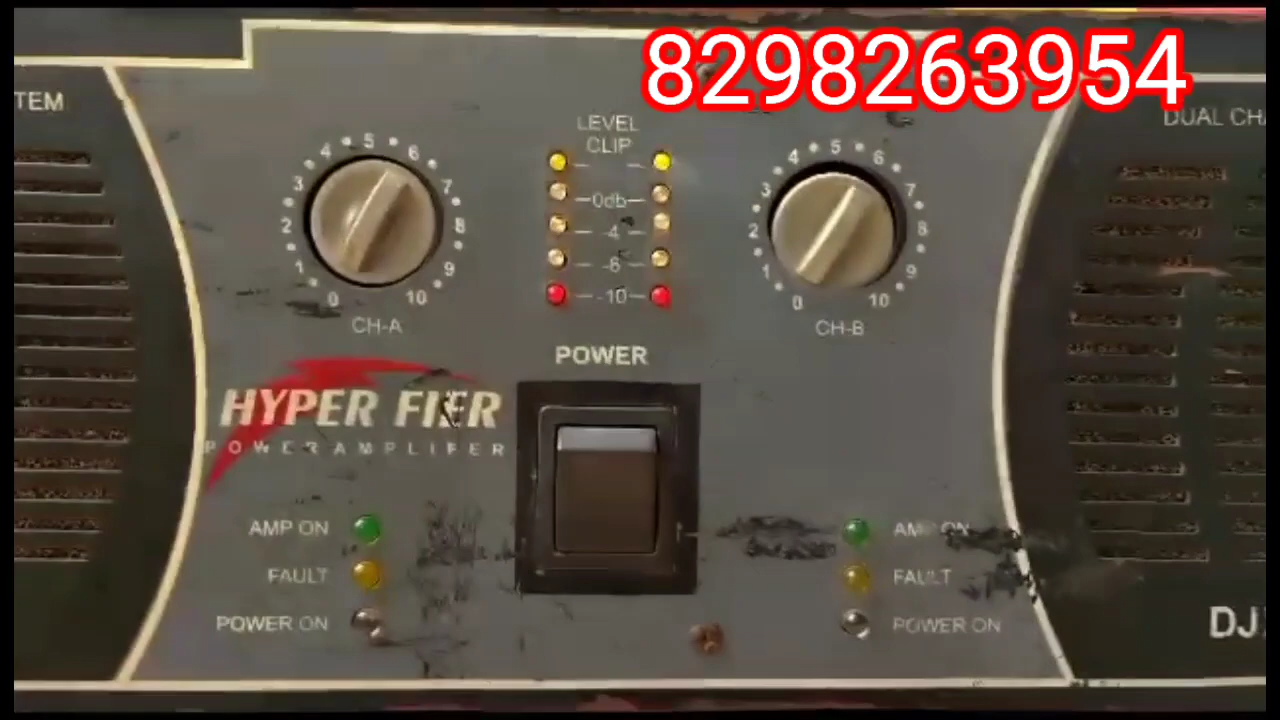 8298263954
TEM
DUAL CHA
LEVEL
CLIP
0db
-4
-6
-10
0 1 2 3 4 5 6 7 8 9 10
CH-A
0 1 2 3 4 5 6 7 8 9 10
CH-B
POWER
HYPER FIER
POWERAMPLIFER
AMP ON
FAULT
POWER ON
AMP ON
FAULT
POWER ON
DJ